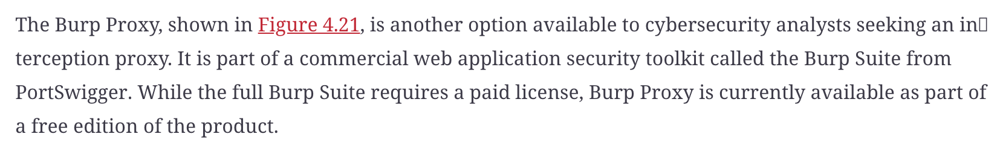 The Burp Proxy, shown in Figure 4.21, is another option available to cybersecurity analysts seeking an in▯
terception proxy. It is part of a commercial web application security toolkit called the Burp Suite from
PortSwigger. While the full Burp Suite requires a paid license, Burp Proxy is currently available as part of
a free edition of the product.